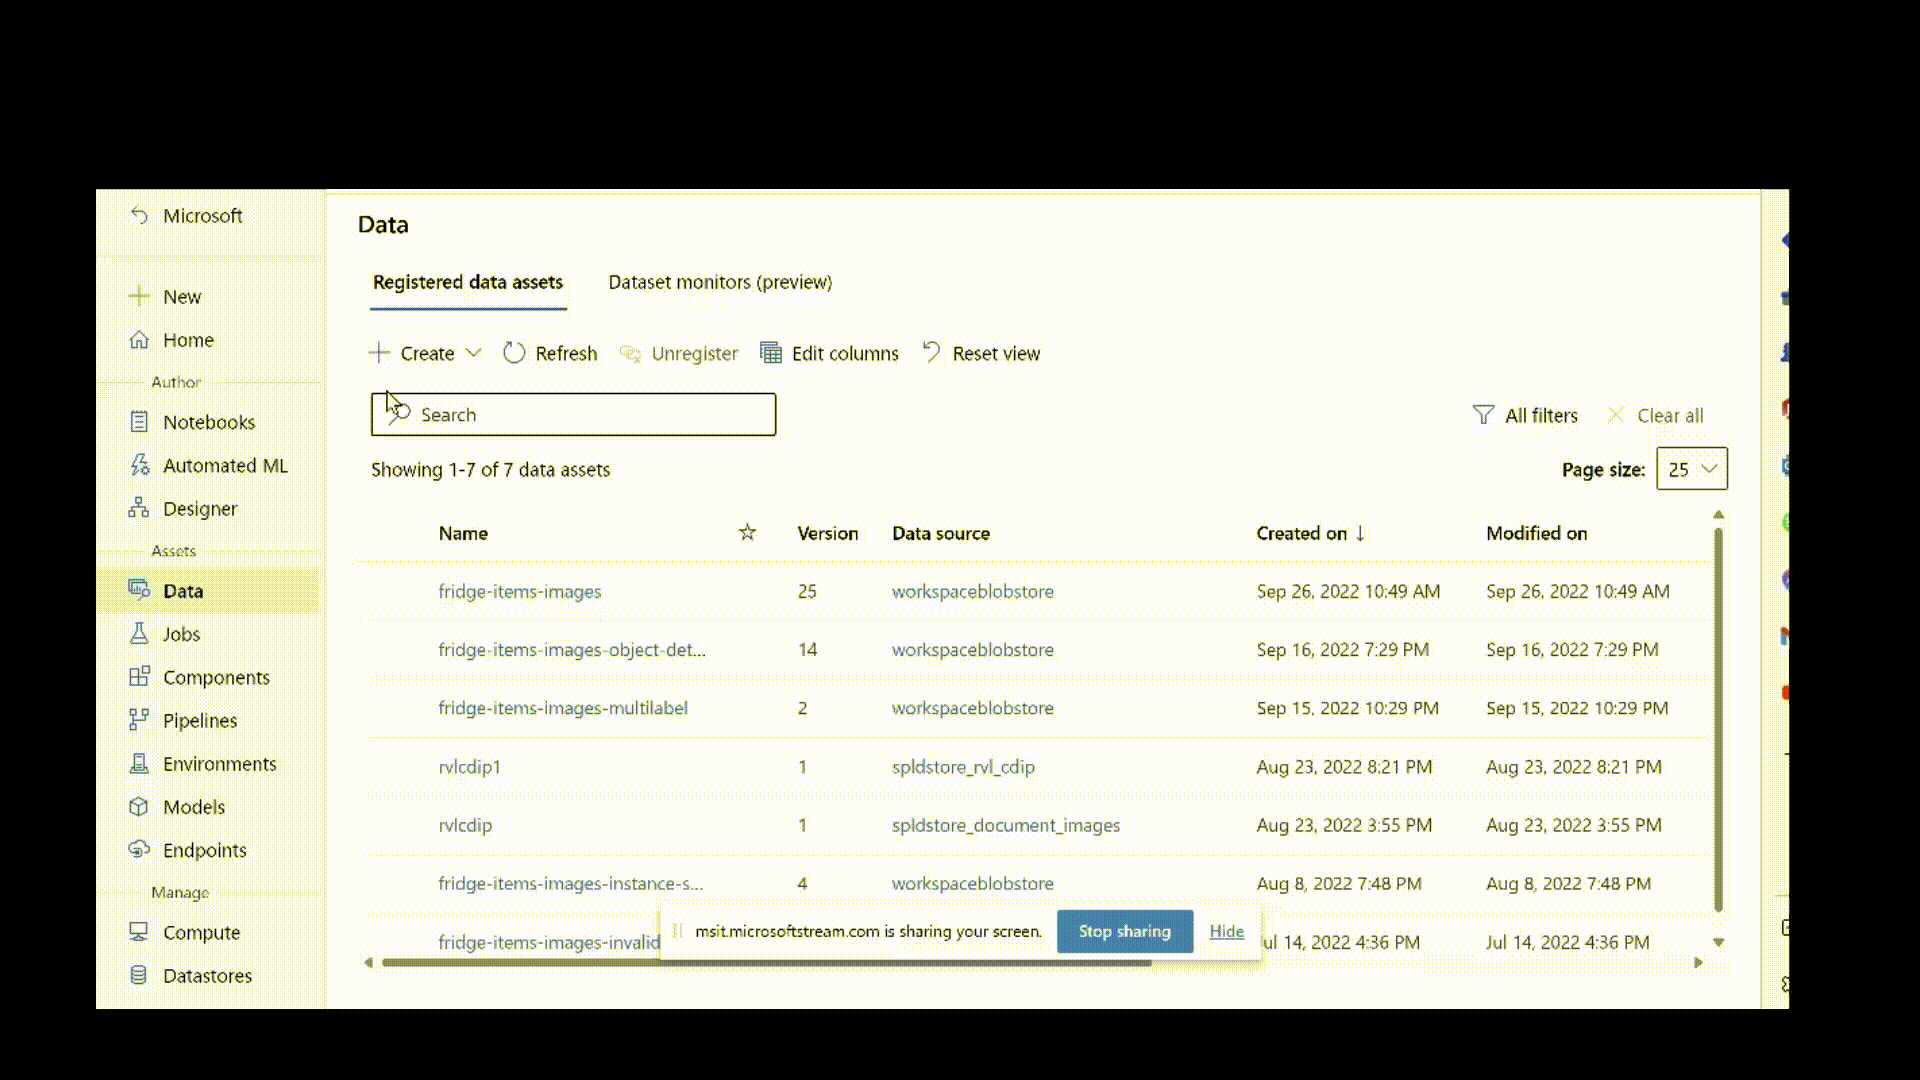 Microsoft
New
Home
Author
Notebooks
Automated ML
Designer
Assets
Data
Jobs
Components
Pipelines
Environments
Models
Endpoints
Manage
Compute
Datastores
Data
Registered data assets Dataset monitors (preview)
Create Refresh Unregister Edit columns Reset view
Search All filters Clear all
Showing 1-7 of 7 data assets Page size: 25
Name Version Data source Created on ↓ Modified on
fridge-items-images 25 workspaceblobstore Sep 26, 2022 10:49 AM Sep 26, 2022 10:49 AM
fridge-items-images-object-det... 14 workspaceblobstore Sep 16, 2022 7:29 PM Sep 16, 2022 7:29 PM
fridge-items-images-multilabel 2 workspaceblobstore Sep 15, 2022 10:29 PM Sep 15, 2022 10:29 PM
rvlcdip1 1 spldstore_rvl_cdip Aug 23, 2022 8:21 PM Aug 23, 2022 8:21 PM
rvlcdip 1 spldstore_document_images Aug 23, 2022 3:55 PM Aug 23, 2022 3:55 PM
fridge-items-images-instance-s... 4 workspaceblobstore Aug 8, 2022 7:48 PM Aug 8, 2022 7:48 PM
fridge-items-images-invalid ul 14, 2022 4:36 PM Jul 14, 2022 4:36 PM
msit.microsoftstream.com is sharing your screen. Stop sharing Hide